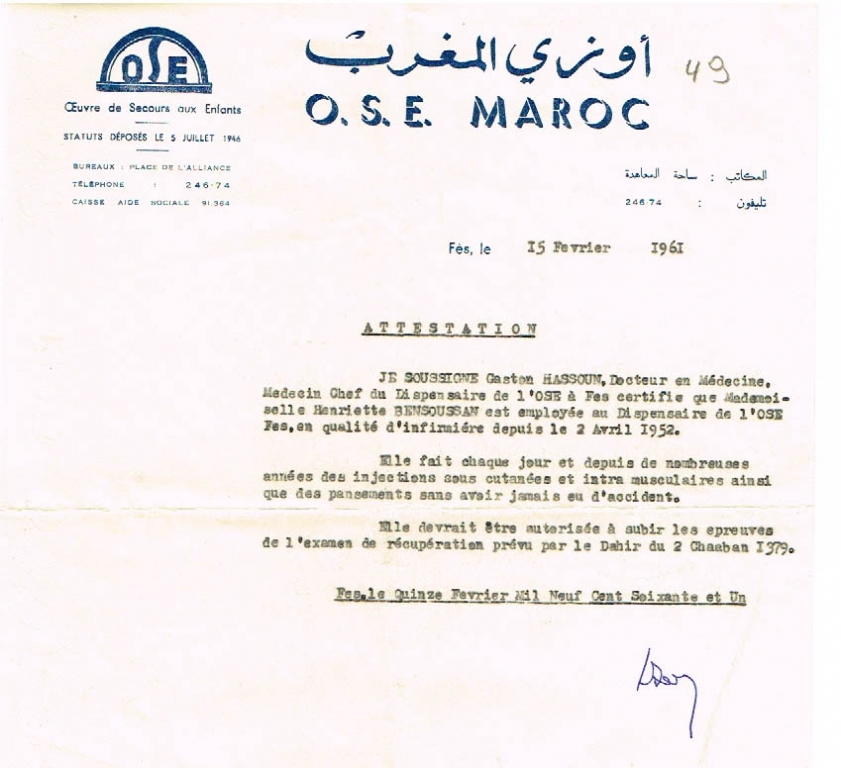 OSE
Œuvre de Secours aux Enfants
STATUTS DÉPOSÉS LE 5 JUILLET 1946
BUREAUX : PLACE DE L'ALLIANCE
TÉLÉPHONE : 246-74
CAISSE AIDE SOCIALE 91.364
أوزي المغرب
O.S.E. MAROC
49
المكاتب : ساحة المعاهدة
تليفون : 246.74
Fès, le 15 Fevrier 1961
ATTESTATION
JE SOUSSIGNE Gaston HASSOUN, Docteur en Médecine,
Medecin Chef du Dispensaire de l'OSE à Fes certifie que Mademoi-
selle Henriette BENSOUSSAN est employée au Dispensaire de l'OSE
Fes, en qualité d'infirmiére depuis le 2 Avril 1952.
Elle fait chaque jour et depuis de nombreuses
années des injections sous cutanées et intra musculaires ainsi
que des pansements sans avoir jamais eu d'accident.
Elle devrait être autorisée à subir les epreuves
de l'examen de récupération prévu par le Dahir du 2 Chaaban I379.
Fes, le Quinze Fevrier Mil Neuf Cent Soixante et Un